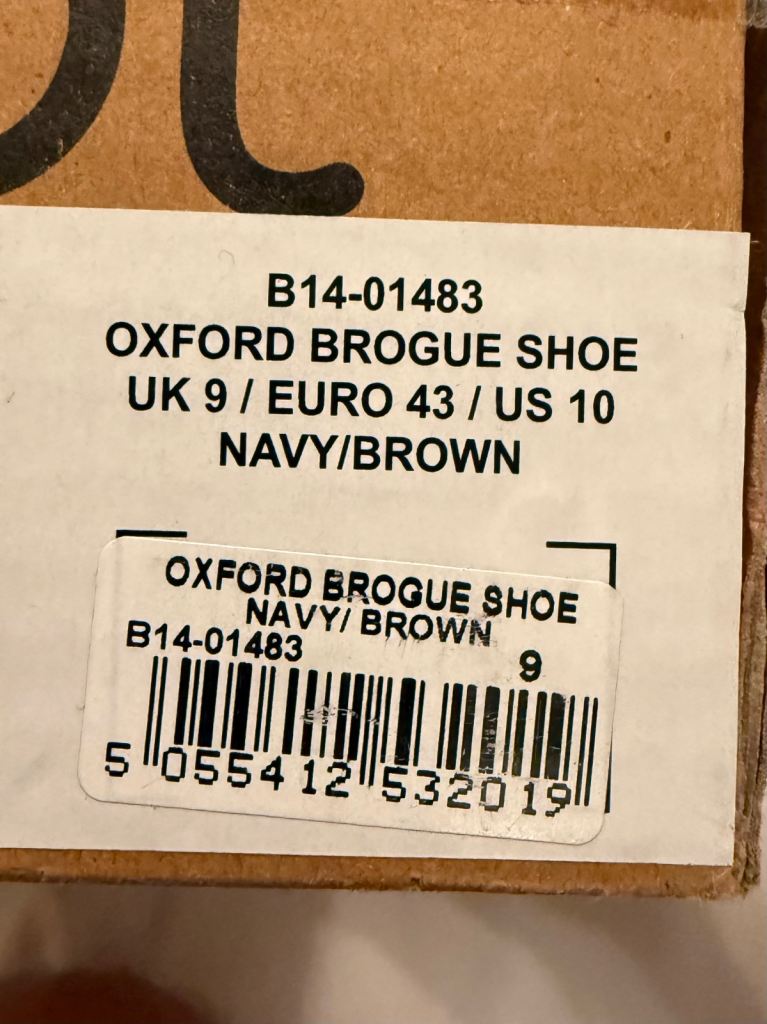 B14-01483
OXFORD BROGUE SHOE
UK 9 / EURO 43 / US 10
NAVY/BROWN
OXFORD BROGUE SHOE
NAVY/ BROWN
B14-01483
9
5 055412 532019